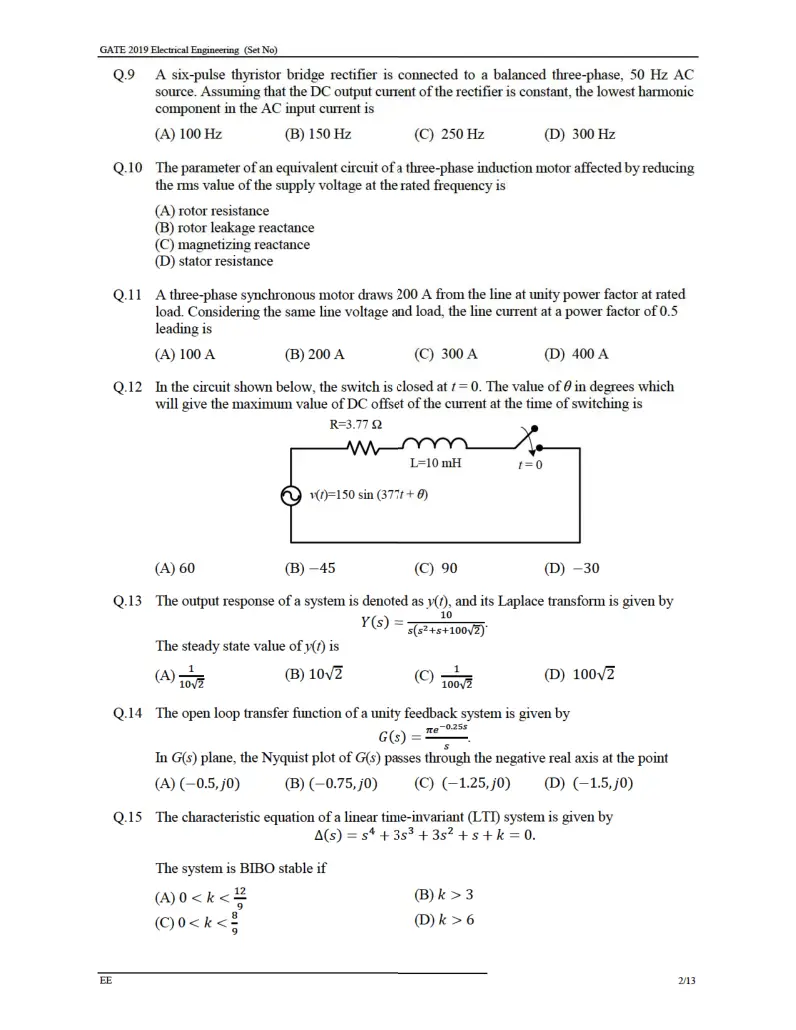 GATE 2019 Electrical Engineering (Set No)
Q.9 A six-pulse thyristor bridge rectifier is connected to a balanced three-phase, 50 Hz AC
source. Assuming that the DC output current of the rectifier is constant, the lowest harmonic
component in the AC input current is
(A) 100 Hz (B) 150 Hz (C) 250 Hz (D) 300 Hz
Q.10 The parameter of an equivalent circuit of a three-phase induction motor affected by reducing
the rms value of the supply voltage at the rated frequency is
(A) rotor resistance
(B) rotor leakage reactance
(C) magnetizing reactance
(D) stator resistance
Q.11 A three-phase synchronous motor draws 200 A from the line at unity power factor at rated
load. Considering the same line voltage and load, the line current at a power factor of 0.5
leading is
(A) 100 A (B) 200 A (C) 300 A (D) 400 A
Q.12 In the circuit shown below, the switch is closed at t = 0. The value of θ in degrees which
will give the maximum value of DC offset of the current at the time of switching is
R=3.77 Ω
L=10 mH t = 0
v(t)=150 sin (377t + θ)
(A) 60 (B) −45 (C) 90 (D) −30
Q.13 The output response of a system is denoted as y(t), and its Laplace transform is given by
Y(s) = 10/(s(s²+s+100√2)).
The steady state value of y(t) is
(A) 1/(10√2) (B) 10√2 (C) 1/(100√2) (D) 100√2
Q.14 The open loop transfer function of a unity feedback system is given by
G(s) = πe^(−0.25s)/s.
In G(s) plane, the Nyquist plot of G(s) passes through the negative real axis at the point
(A) (−0.5, j0) (B) (−0.75, j0) (C) (−1.25, j0) (D) (−1.5, j0)
Q.15 The characteristic equation of a linear time-invariant (LTI) system is given by
Δ(s) = s⁴ + 3s³ + 3s² + s + k = 0.
The system is BIBO stable if
(A) 0 < k < 12/9 (B) k > 3
(C) 0 < k < 8/9 (D) k > 6
EE 2/13